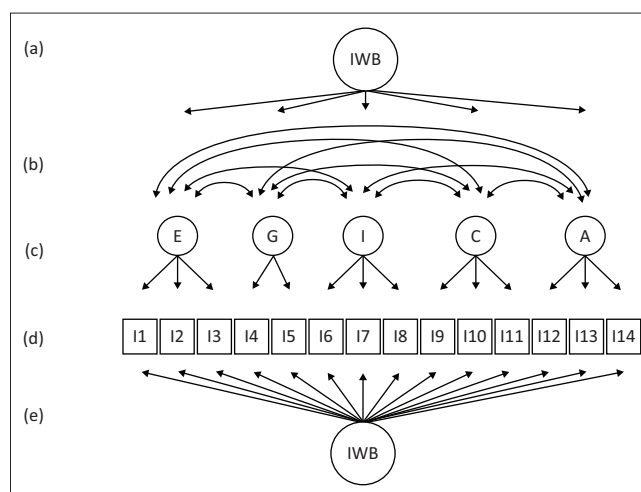 (a) IWB
(b)
(c) E G I C A
(d) I1 I2 I3 I4 I5 I6 I7 I8 I9 I10 I11 I12 I13 I14
(e) IWB